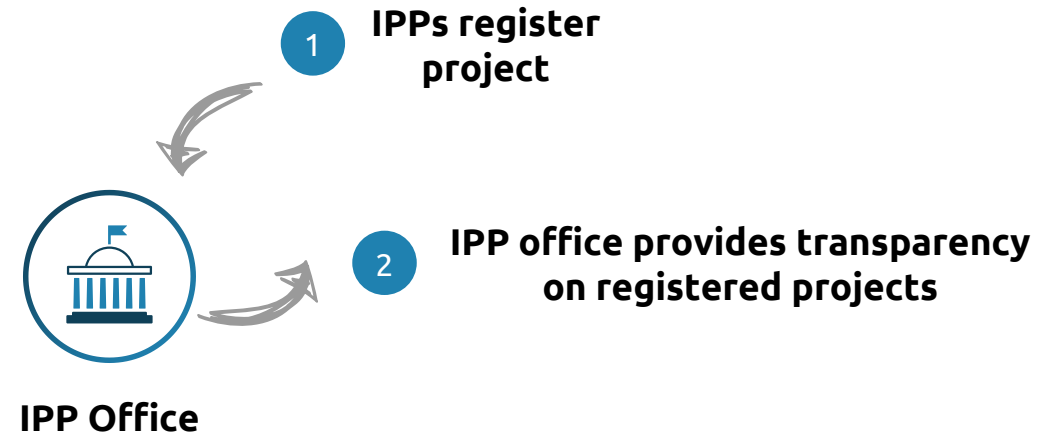 1
IPPs register
project
2
IPP office provides transparency
on registered projects
IPP Office